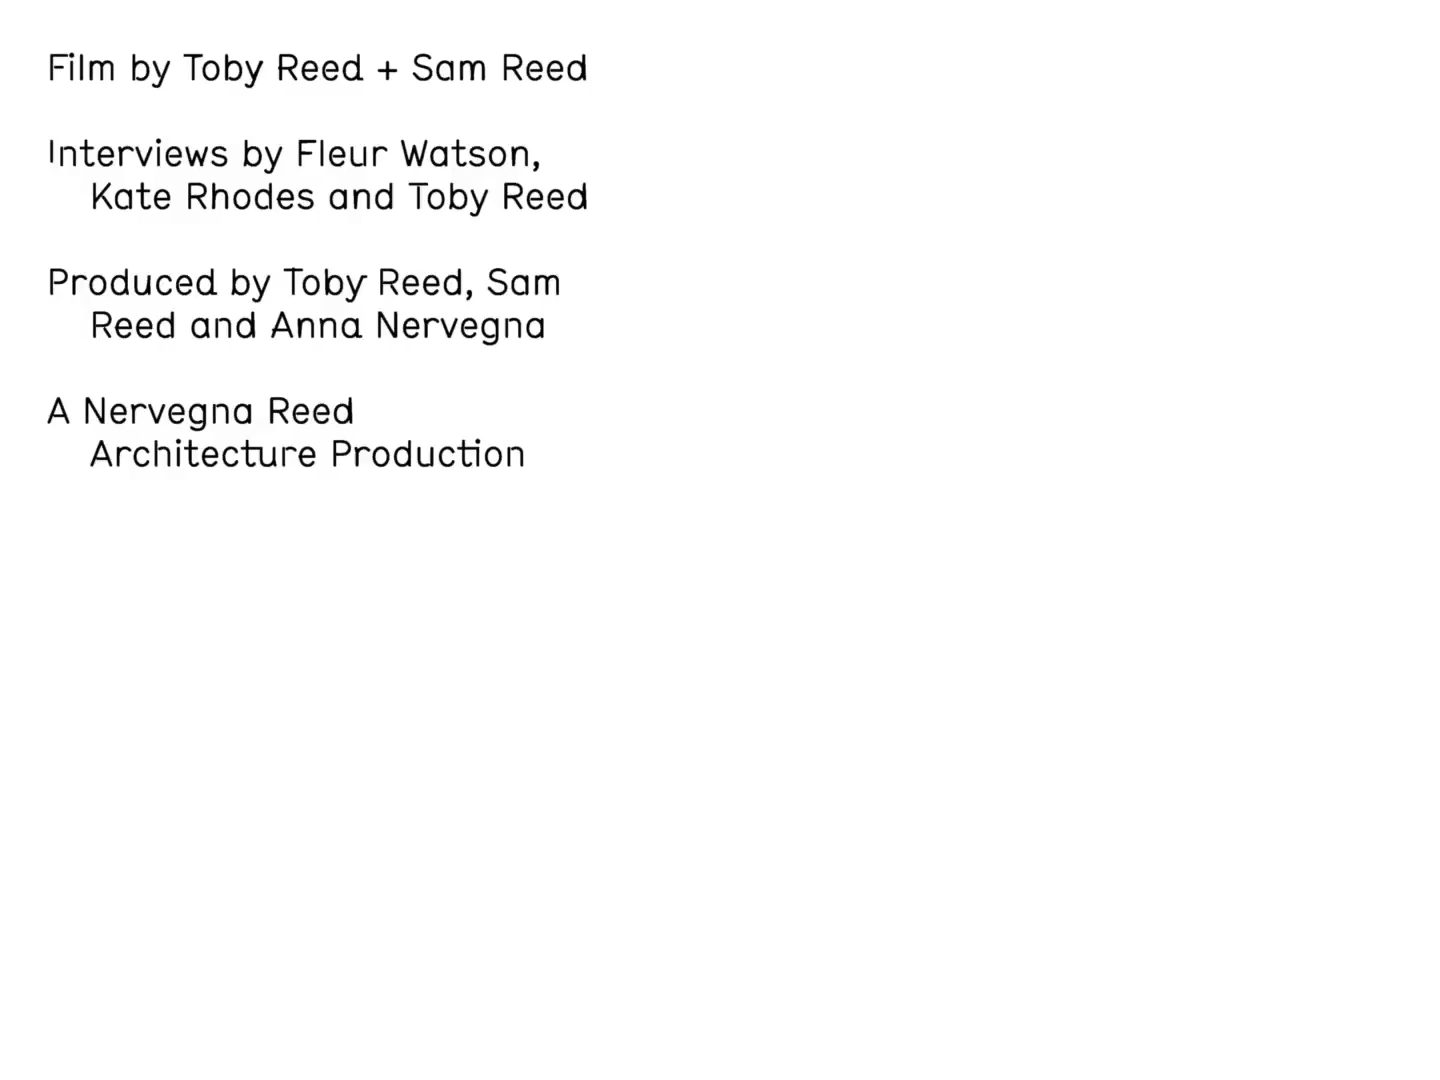 Film by Toby Reed + Sam Reed
Interviews by Fleur Watson,
Kate Rhodes and Toby Reed
Produced by Toby Reed, Sam
Reed and Anna Nervegna
A Nervegna Reed
Architecture Production